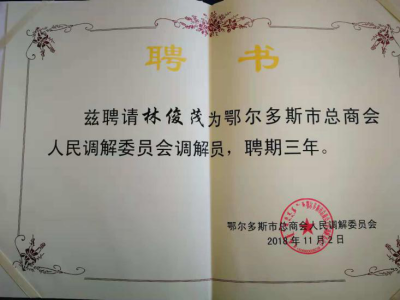 聘 书
兹聘请林俊茂为鄂尔多斯市总商会
人民调解委员会调解员，聘期三年。
鄂尔多斯市总商会人民调解委员会
2018年11月2日